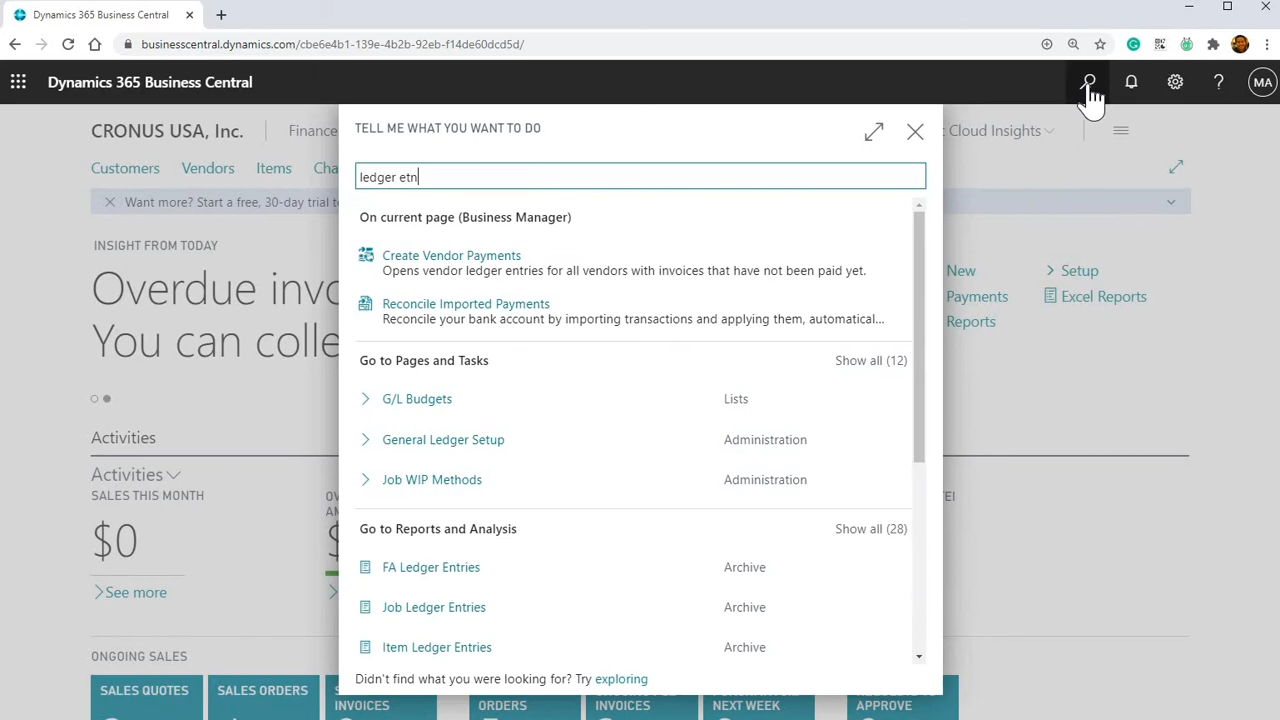 Dynamics 365 Business Central
businesscentral.dynamics.com/cbe6e4b1-139e-4b2b-92eb-f14de60dcd5d/
Dynamics 365 Business Central
MA
CRONUS USA, Inc.
Finance
Cloud Insights
Customers
Vendors
Items
Cha
Want more? Start a free, 30-day trial t
INSIGHT FROM TODAY
Overdue invo
You can colle
New
Payments
Reports
Setup
Excel Reports
Activities
Activities
SALES THIS MONTH
$0
See more
ONGOING SALES
SALES QUOTES
SALES ORDERS
INVOICES
ORDERS
INVOICES
NEXT WEEK
APPROVE
TELL ME WHAT YOU WANT TO DO
ledger etn
On current page (Business Manager)
Create Vendor Payments
Opens vendor ledger entries for all vendors with invoices that have not been paid yet.
Reconcile Imported Payments
Reconcile your bank account by importing transactions and applying them, automatical...
Go to Pages and Tasks
Show all (12)
G/L Budgets
Lists
General Ledger Setup
Administration
Job WIP Methods
Administration
Go to Reports and Analysis
Show all (28)
FA Ledger Entries
Archive
Job Ledger Entries
Archive
Item Ledger Entries
Archive
Didn't find what you were looking for? Try exploring